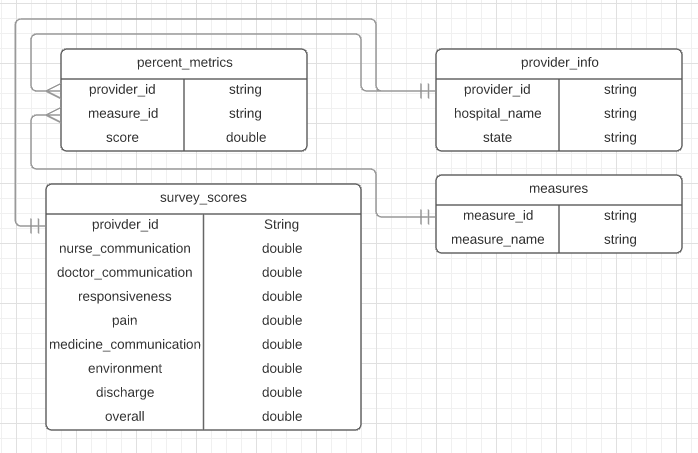 percent_metrics
provider_id string
measure_id string
score double
provider_info
provider_id string
hospital_name string
state string
measures
measure_id string
measure_name string
survey_scores
proivder_id String
nurse_communication double
doctor_communication double
responsiveness double
pain double
medicine_communication double
environment double
discharge double
overall double